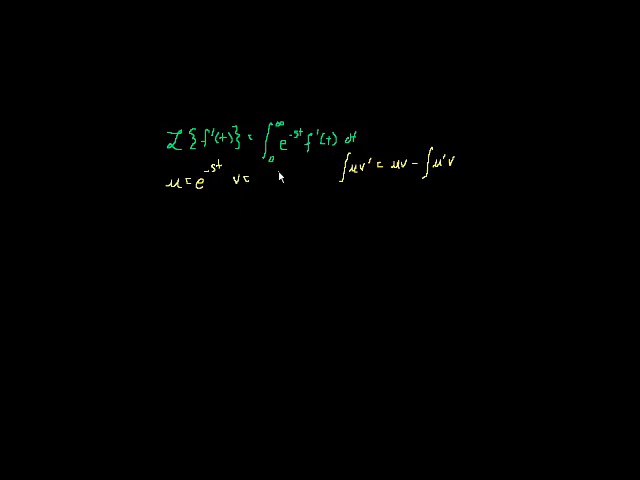 ℒ{f'(t)} = ∫₀^∞ e^{-st} f'(t) dt
u = e^{-st} v = ∫uv' = uv - ∫u'v